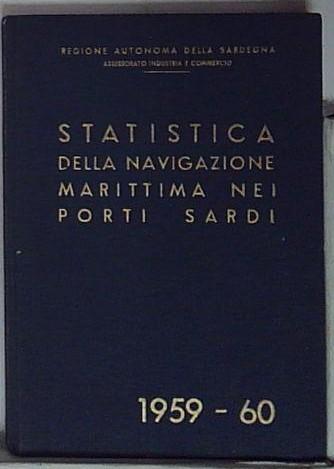 REGIONE AUTONOMA DELLA SARDEGNA
ASSESSORATO INDUSTRIA E COMMERCIO
STATISTICA
DELLA NAVIGAZIONE
MARITTIMA NEI
PORTI SARDI
1959 - 60